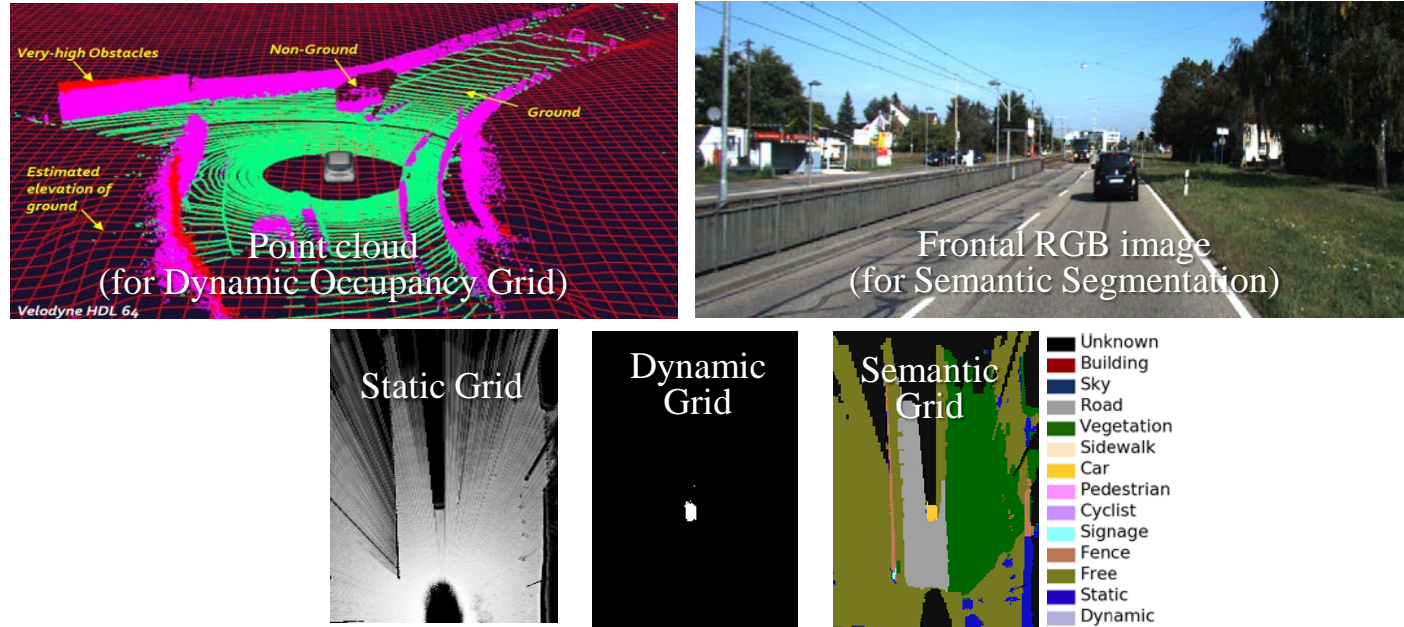 Very-high Obstacles
Non-Ground
Ground
Estimated
elevation of
ground
Point cloud
(for Dynamic Occupancy Grid)
Velodyne HDL 64
Frontal RGB image
(for Semantic Segmentation)
Static Grid
Dynamic
Grid
Semantic
Grid
Unknown
Building
Sky
Road
Vegetation
Sidewalk
Car
Pedestrian
Cyclist
Signage
Fence
Free
Static
Dynamic